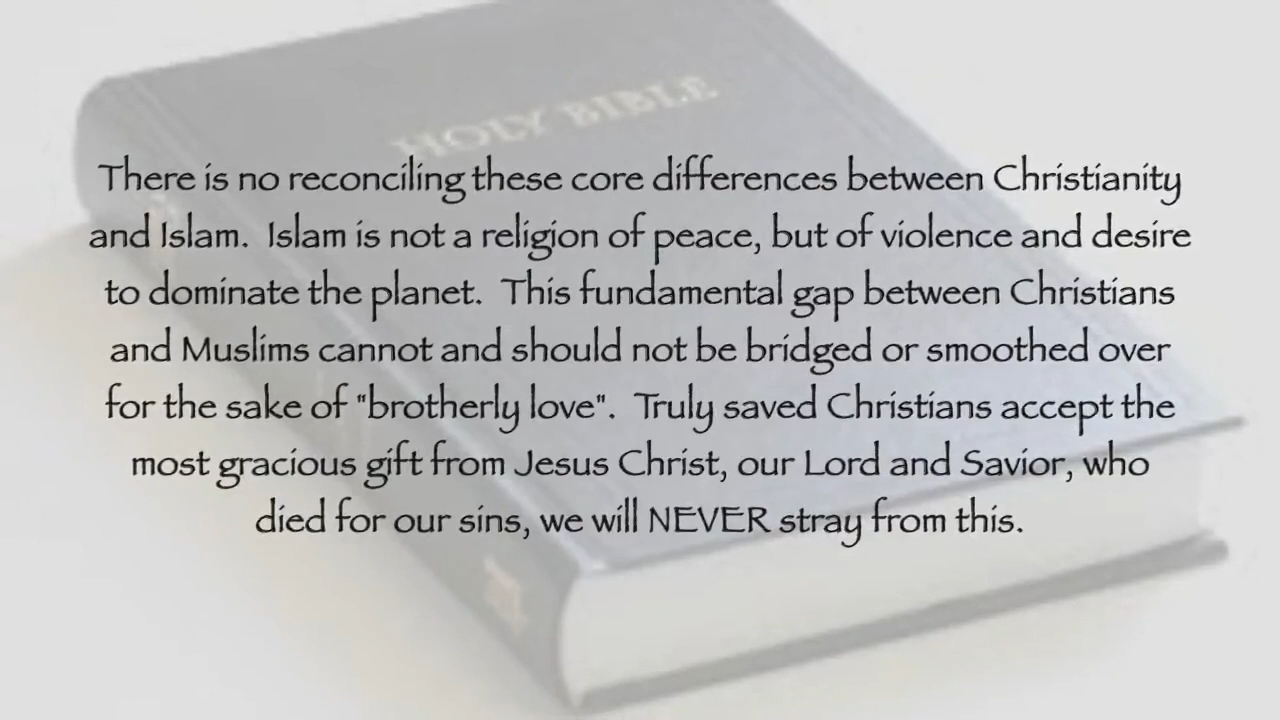 HOLY BIBLE
There is no reconciling these core differences between Christianity
and Islam.  Islam is not a religion of peace, but of violence and desire
to dominate the planet.  This fundamental gap between Christians
and Muslims cannot and should not be bridged or smoothed over
for the sake of "brotherly love".  Truly saved Christians accept the
most gracious gift from Jesus Christ, our Lord and Savior, who
died for our sins, we will NEVER stray from this.